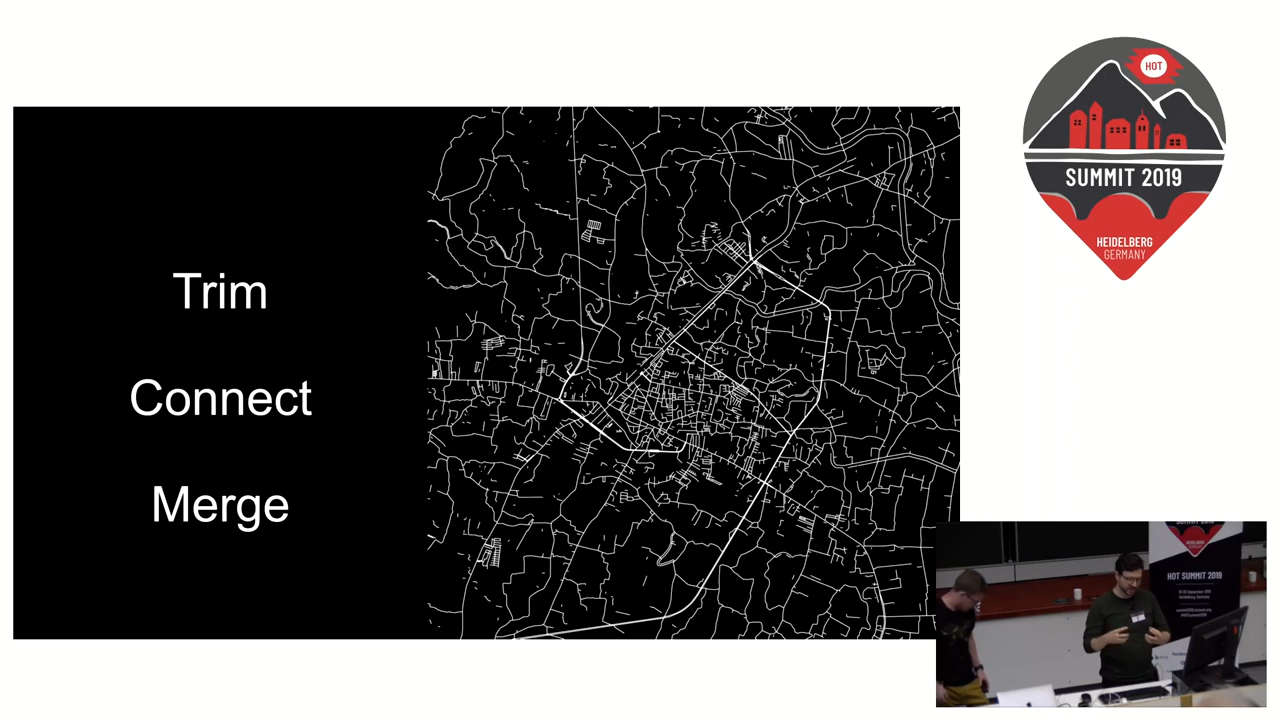 Trim
Connect
Merge
HOT
SUMMIT 2019
HEIDELBERG
GERMANY
HOT SUMMIT 2019